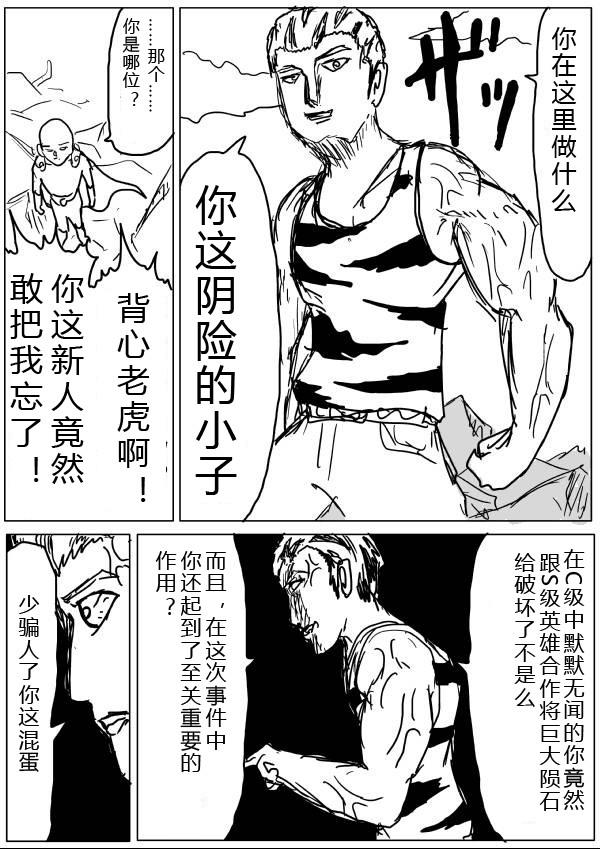 你在这里做什么
ザッ
你这阴险的小子
……那个……
你是哪位？
背心老虎啊！
你这新人竟然
敢把我忘了！
在C级中默默无闻的你竟然
跟S级英雄合作将巨大陨石
给破坏了不是么
而且，在这次事件中
你还起到了至关重要的
作用？
少骗人了你这混蛋